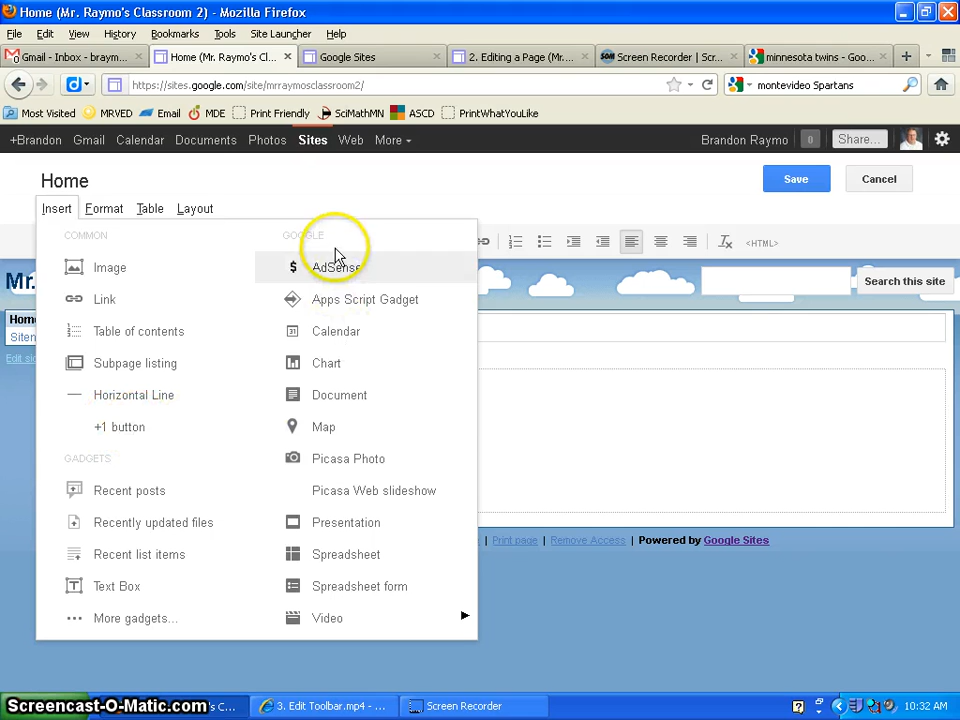 Home (Mr. Raymo's Classroom 2) - Mozilla Firefox
File Edit View History Bookmarks Tools Site Launcher Help
Gmail - Inbox - braym... Home (Mr. Raymo's Cla... Google Sites 2. Editing a Page (Mr.... Screen Recorder | Sc... minnesota twins - Goo...
https://sites.google.com/site/mrraymosclassroom2/ montevideo Spartans
Most Visited MRVED Email MDE Print Friendly SciMathMN ASCD PrintWhatYouLike
+Brandon Gmail Calendar Documents Photos Sites Web More Brandon Raymo 0 Share...
Home Save Cancel
Insert Format Table Layout
COMMON GOOGLE <HTML>
Image AdSense
Mr. Search this site
Link Apps Script Gadget
Home
Table of contents Calendar
Subpage listing Chart
Horizontal Line Document
+1 button Map
GADGETS Picasa Photo
Recent posts Picasa Web slideshow
Recently updated files Presentation
| Print page | Remove Access | Powered by Google Sites
Recent list items Spreadsheet
Text Box Spreadsheet form
More gadgets... Video
Screencast-O-Matic.com 's C... 3. Edit Toolbar.mp4 - ... Screen Recorder 10:32 AM